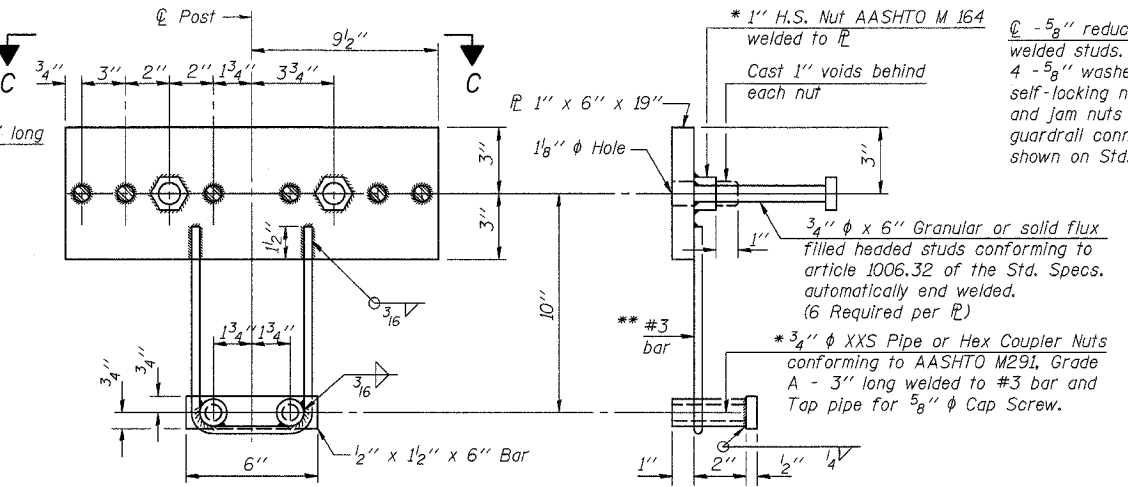 ℄ Post
9½"
C
C
¾"
3"
2"
2"
1¾"
3¾"
" long
3"
3"
1½"
3/16
1¾"
1¾"
10"
¾"
¾"
3/16
6"
½" x 1½" x 6" Bar
* 1" H.S. Nut AASHTO M 164
welded to ℄
Cast 1" voids behind
each nut
℄ 1" x 6" x 19"
1⅛" ϕ Hole
3"
1"
¾" ϕ x 6" Granular or solid flux
filled headed studs conforming to
article 1006.32 of the Std. Specs.
automatically end welded.
(6 Required per ℄)
** #3
bar
* ¾" ϕ XXS Pipe or Hex Coupler Nuts
conforming to AASHTO M291, Grade
A - 3" long welded to #3 bar and
Tap pipe for ⅝" ϕ Cap Screw.
1"
2"
½"
¼
℄ - ⅝" reduc
welded studs.
4 - ⅝" washe
self-locking n
and jam nuts
guardrail conn
shown on Std.